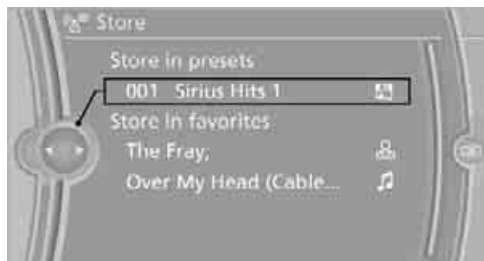 Store
Store in presets
001 Sirius Hits 1
Store in favorites
The Fray;
Over My Head (Cable...